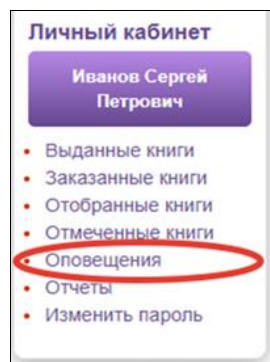 Личный кабинет
Иванов Сергей
Петрович
Выданные книги
Заказанные книги
Отобранные книги
Отмеченные книги
Оповещения
Отчеты
Изменить пароль